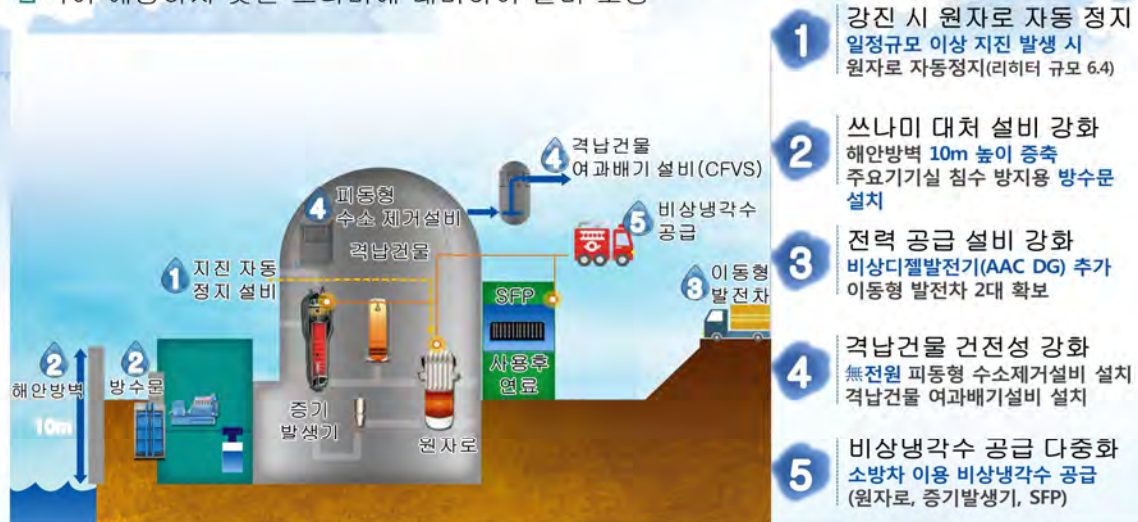 격납건물
여과배기 설비(CFVS)
피동형
수소 제거설비
격납건물
비상냉각수
공급
지진 자동
정지 설비
SFP
사용후
연료
이동형
발전차
해안방벽
방수문
10m
증기
발생기
원자로
1
강진 시 원자로 자동 정지
일정규모 이상 지진 발생 시
원자로 자동정지(리히터 규모 6.4)
2
쓰나미 대처 설비 강화
해안방벽 10m 높이 증축
주요기기실 침수 방지용 방수문
설치
3
전력 공급 설비 강화
비상디젤발전기(AAC DG) 추가
이동형 발전차 2대 확보
4
격납건물 건전성 강화
無전원 피동형 수소제거설비 설치
격납건물 여과배기설비 설치
5
비상냉각수 공급 다중화
소방차 이용 비상냉각수 공급
(원자로, 증기발생기, SFP)